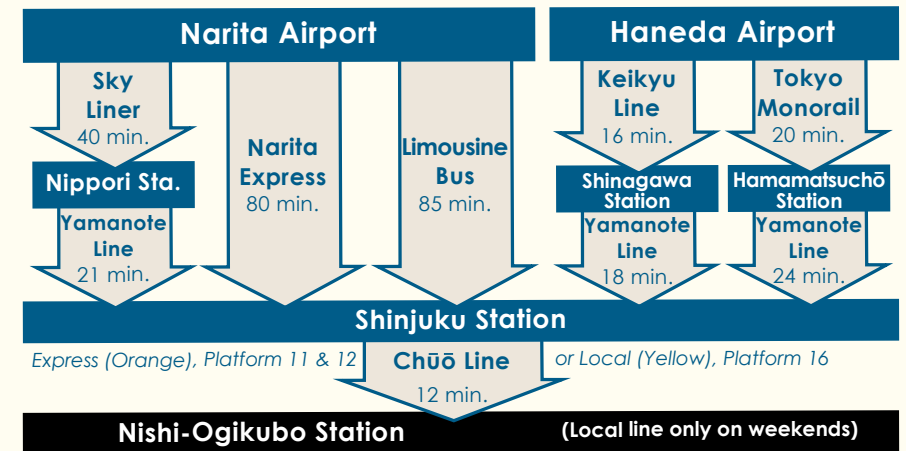 Narita Airport
Haneda Airport
Sky
Liner
40 min.
Nippori Sta.
Yamanote
Line
21 min.
Narita
Express
80 min.
Limousine
Bus
85 min.
Keikyu
Line
16 min.
Shinagawa
Station
Yamanote
Line
18 min.
Tokyo
Monorail
20 min.
Hamamatsuchō
Station
Yamanote
Line
24 min.
Shinjuku Station
Express (Orange), Platform 11 & 12
Chūō Line
12 min.
or Local (Yellow), Platform 16
Nishi-Ogikubo Station
(Local line only on weekends)